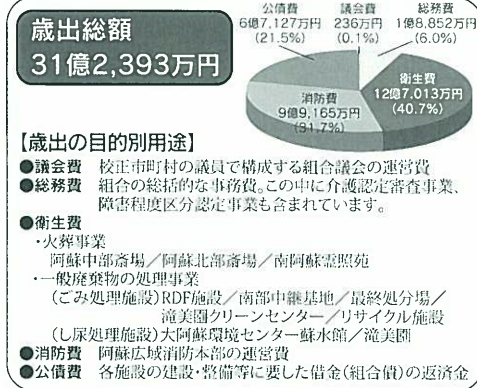 歳出総額
31億2,393万円
公債費
6億7,127万円
(21.5%)
議会費
236万円
(0.1%)
総務費
1億8,852万円
(6.0%)
衛生費
12億7.013万円
(40.7%)
消防費
9億9,165万円
(31.7%)
【歳出の目的別用途】
●議会費 校正市町村の議員で構成する組合議会の運営費
●総務費 組合の総括的な事務費。この中に介護認定審査事業、
障害程度区分認定事業も含まれています。
●衛生費
・火葬事業
阿蘇中部斎場/阿蘇北部斎場/南阿蘇霊照苑
・一般廃棄物の処理事業
(ごみ処理施設)RDF施設/南部中継基地/最終処分場/
滝美園クリーンセンター/リサイクル施設
(し尿処理施設)大阿蘇環境センター蘇水館/滝美園
●消防費 阿蘇広域消防本部の運営費
●公債費 各施設の建設・整備等に要した借金(組合債)の返済金